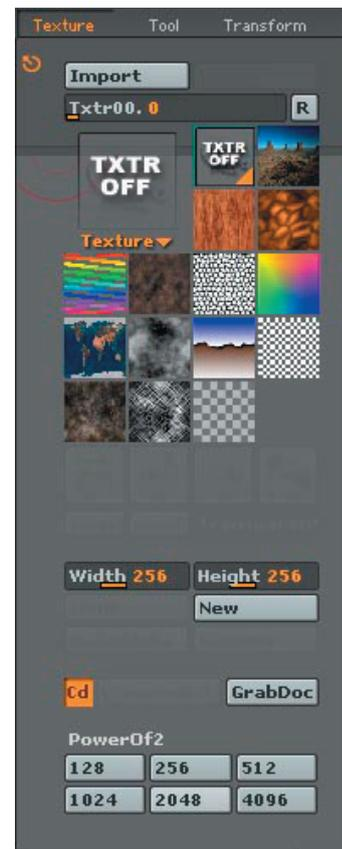 Texture Tool Transform
Import
Txtr00. 0 R
TXTR
OFF
TXTR
OFF
Texture
Width 256 Height 256
New
Cd GrabDoc
PowerOf2
128 256 512
1024 2048 4096